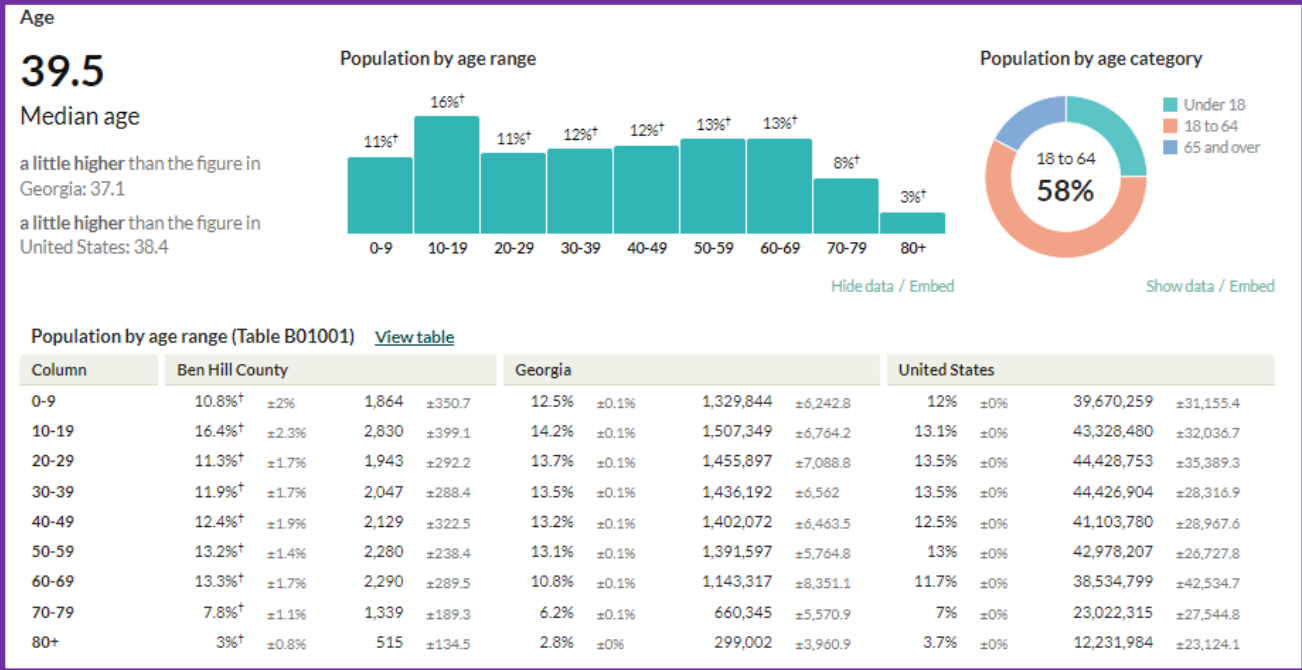 Age
39.5
Median age
a little higher than the figure in
Georgia: 37.1
a little higher than the figure in
United States: 38.4
Population by age range
11%† 16%† 11%† 12%† 12%† 13%† 13%† 8%† 3%†
0-9 10-19 20-29 30-39 40-49 50-59 60-69 70-79 80+
Hide data / Embed
Population by age category
Under 18
18 to 64
65 and over
18 to 64
58%
Show data / Embed
Population by age range (Table B01001) View table
Column Ben Hill County Georgia United States
0-9 10.8%† ±2% 1,864 ±350.7 12.5% ±0.1% 1,329,844 ±6,242.8 12% ±0% 39,670,259 ±31,155.4
10-19 16.4%† ±2.3% 2,830 ±399.1 14.2% ±0.1% 1,507,349 ±6,764.2 13.1% ±0% 43,328,480 ±32,036.7
20-29 11.3%† ±1.7% 1,943 ±292.2 13.7% ±0.1% 1,455,897 ±7,088.8 13.5% ±0% 44,428,753 ±35,389.3
30-39 11.9%† ±1.7% 2,047 ±288.4 13.5% ±0.1% 1,436,192 ±6,562 13.5% ±0% 44,426,904 ±28,316.9
40-49 12.4%† ±1.9% 2,129 ±322.5 13.2% ±0.1% 1,402,072 ±6,463.5 12.5% ±0% 41,103,780 ±28,967.6
50-59 13.2%† ±1.4% 2,280 ±238.4 13.1% ±0.1% 1,391,597 ±5,764.8 13% ±0% 42,978,207 ±26,727.8
60-69 13.3%† ±1.7% 2,290 ±289.5 10.8% ±0.1% 1,143,317 ±8,351.1 11.7% ±0% 38,534,799 ±42,534.7
70-79 7.8%† ±1.1% 1,339 ±189.3 6.2% ±0.1% 660,345 ±5,570.9 7% ±0% 23,022,315 ±27,544.8
80+ 3%† ±0.8% 515 ±134.5 2.8% ±0% 299,002 ±3,960.9 3.7% ±0% 12,231,984 ±23,124.1